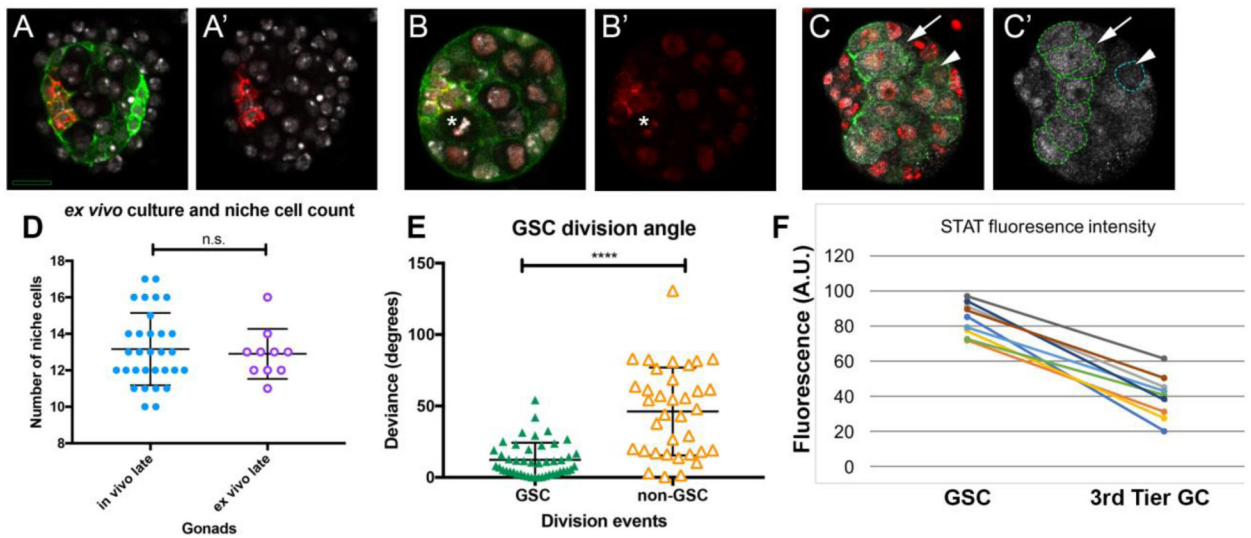 A
A'
B
B'
C
C'
*
*
D
ex vivo culture and niche cell count
n.s.
Number of niche cells
18
16
14
12
10
8
in vivo late
ex vivo late
Gonads
E
GSC division angle
****
Deviance (degrees)
150
100
50
0
GSC
non-GSC
Division events
F
STAT fluoresence intensity
Fluorescence (A.U.)
120
100
80
60
40
20
0
GSC
3rd Tier GC